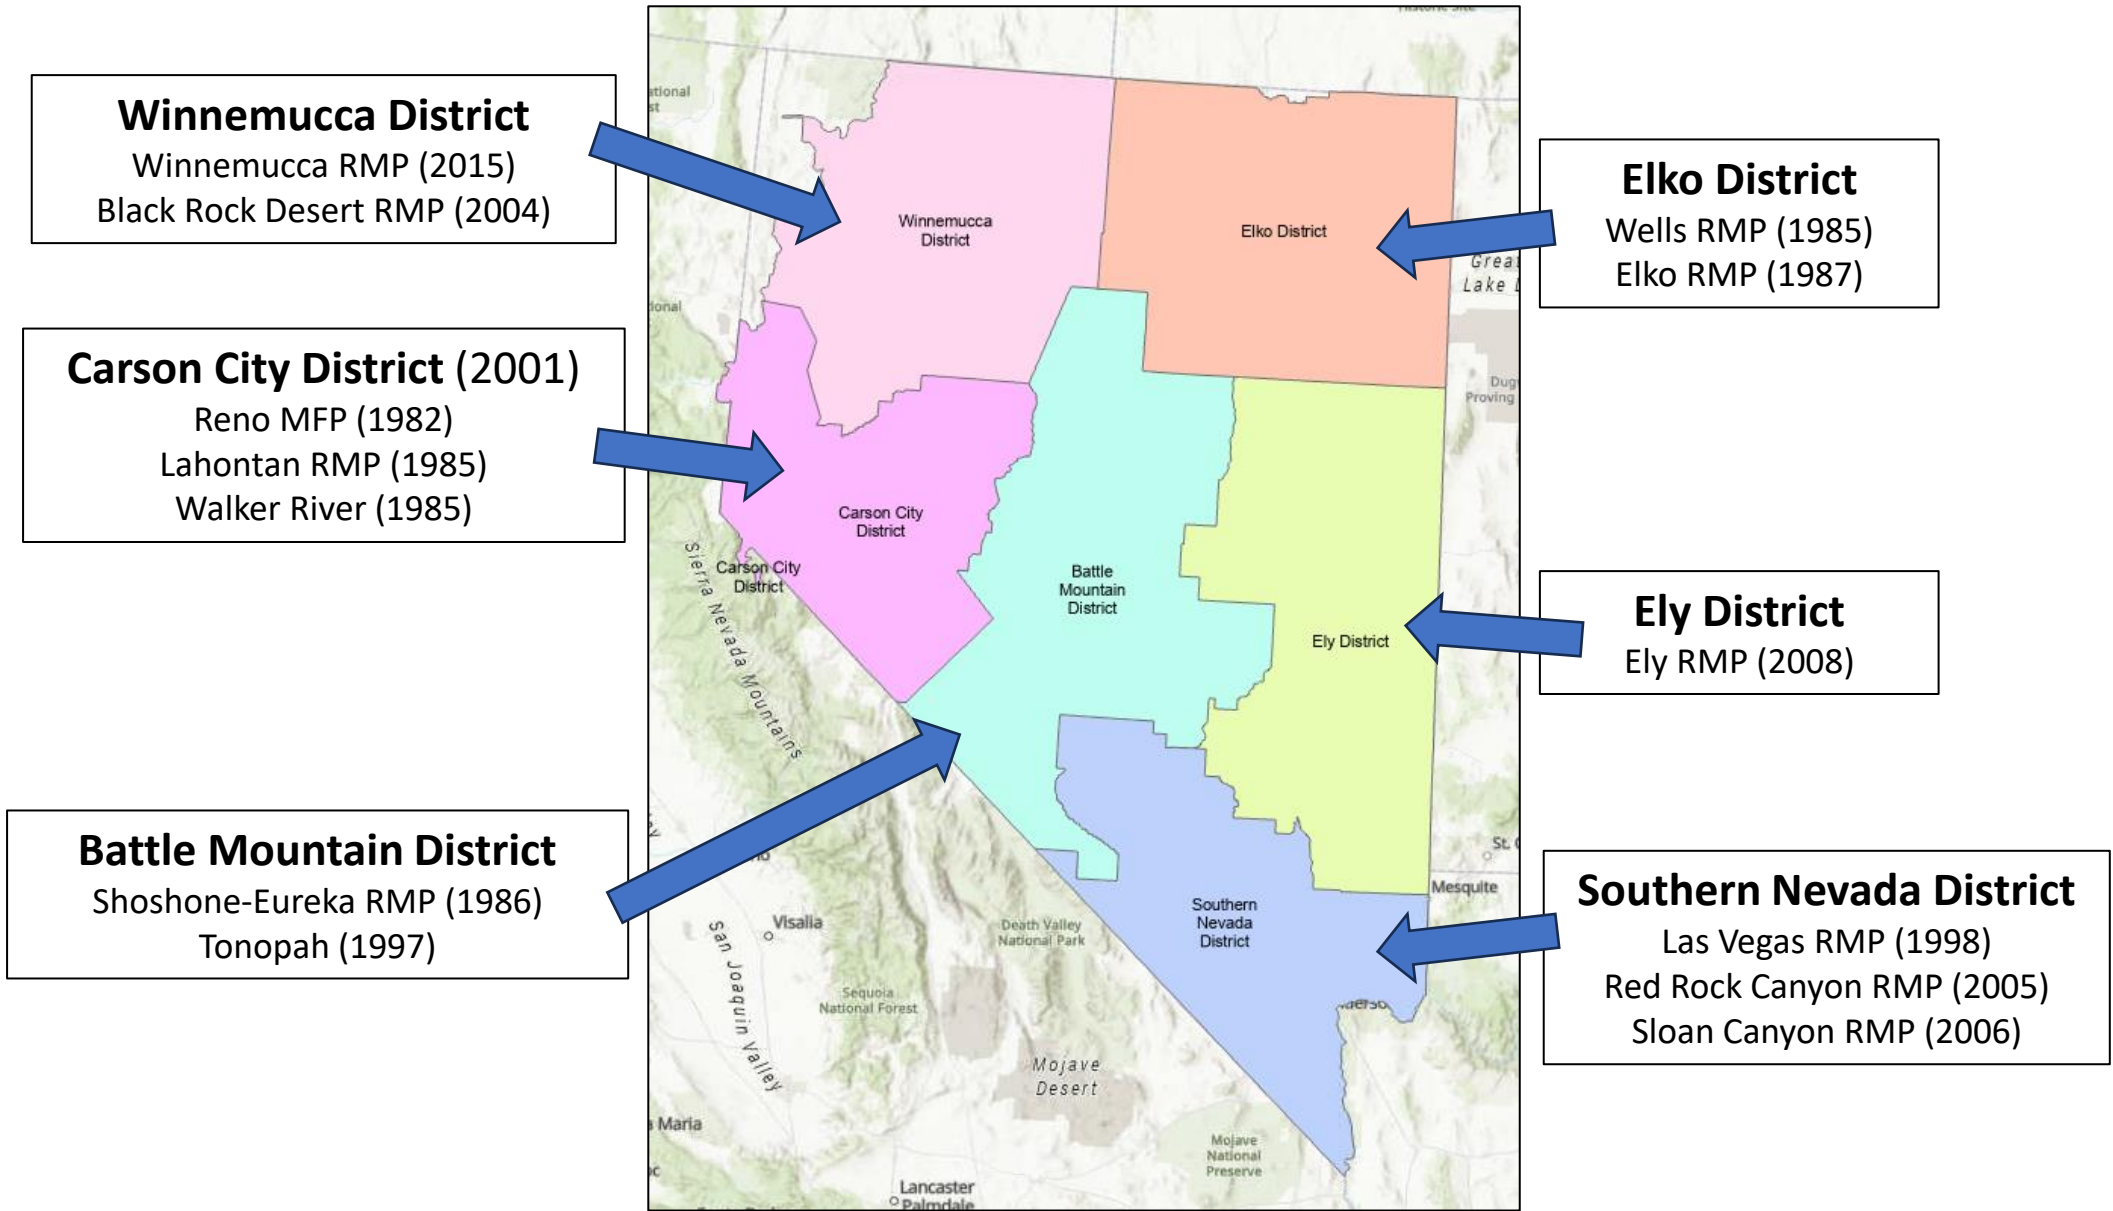 Winnemucca District
Winnemucca RMP (2015)
Black Rock Desert RMP (2004)
Carson City District (2001)
Reno MFP (1982)
Lahontan RMP (1985)
Walker River (1985)
Battle Mountain District
Shoshone-Eureka RMP (1986)
Tonopah (1997)
Winnemucca
District
Elko District
Great
Lake
Dug
Proving
Carson City
District
Carson City
District
Battle
Mountain
District
Ely District
Southern
Nevada
District
Sierra Nevada Mountains
San Joaquin Valley
Visalia
Death Valley
National Park
Sequoia
National Forest
Mojave
Desert
Mojave
National
Preserve
Maria
Lancaster
Palmdale
St.
Mesquite
Elko District
Wells RMP (1985)
Elko RMP (1987)
Ely District
Ely RMP (2008)
Southern Nevada District
Las Vegas RMP (1998)
Red Rock Canyon RMP (2005)
Sloan Canyon RMP (2006)